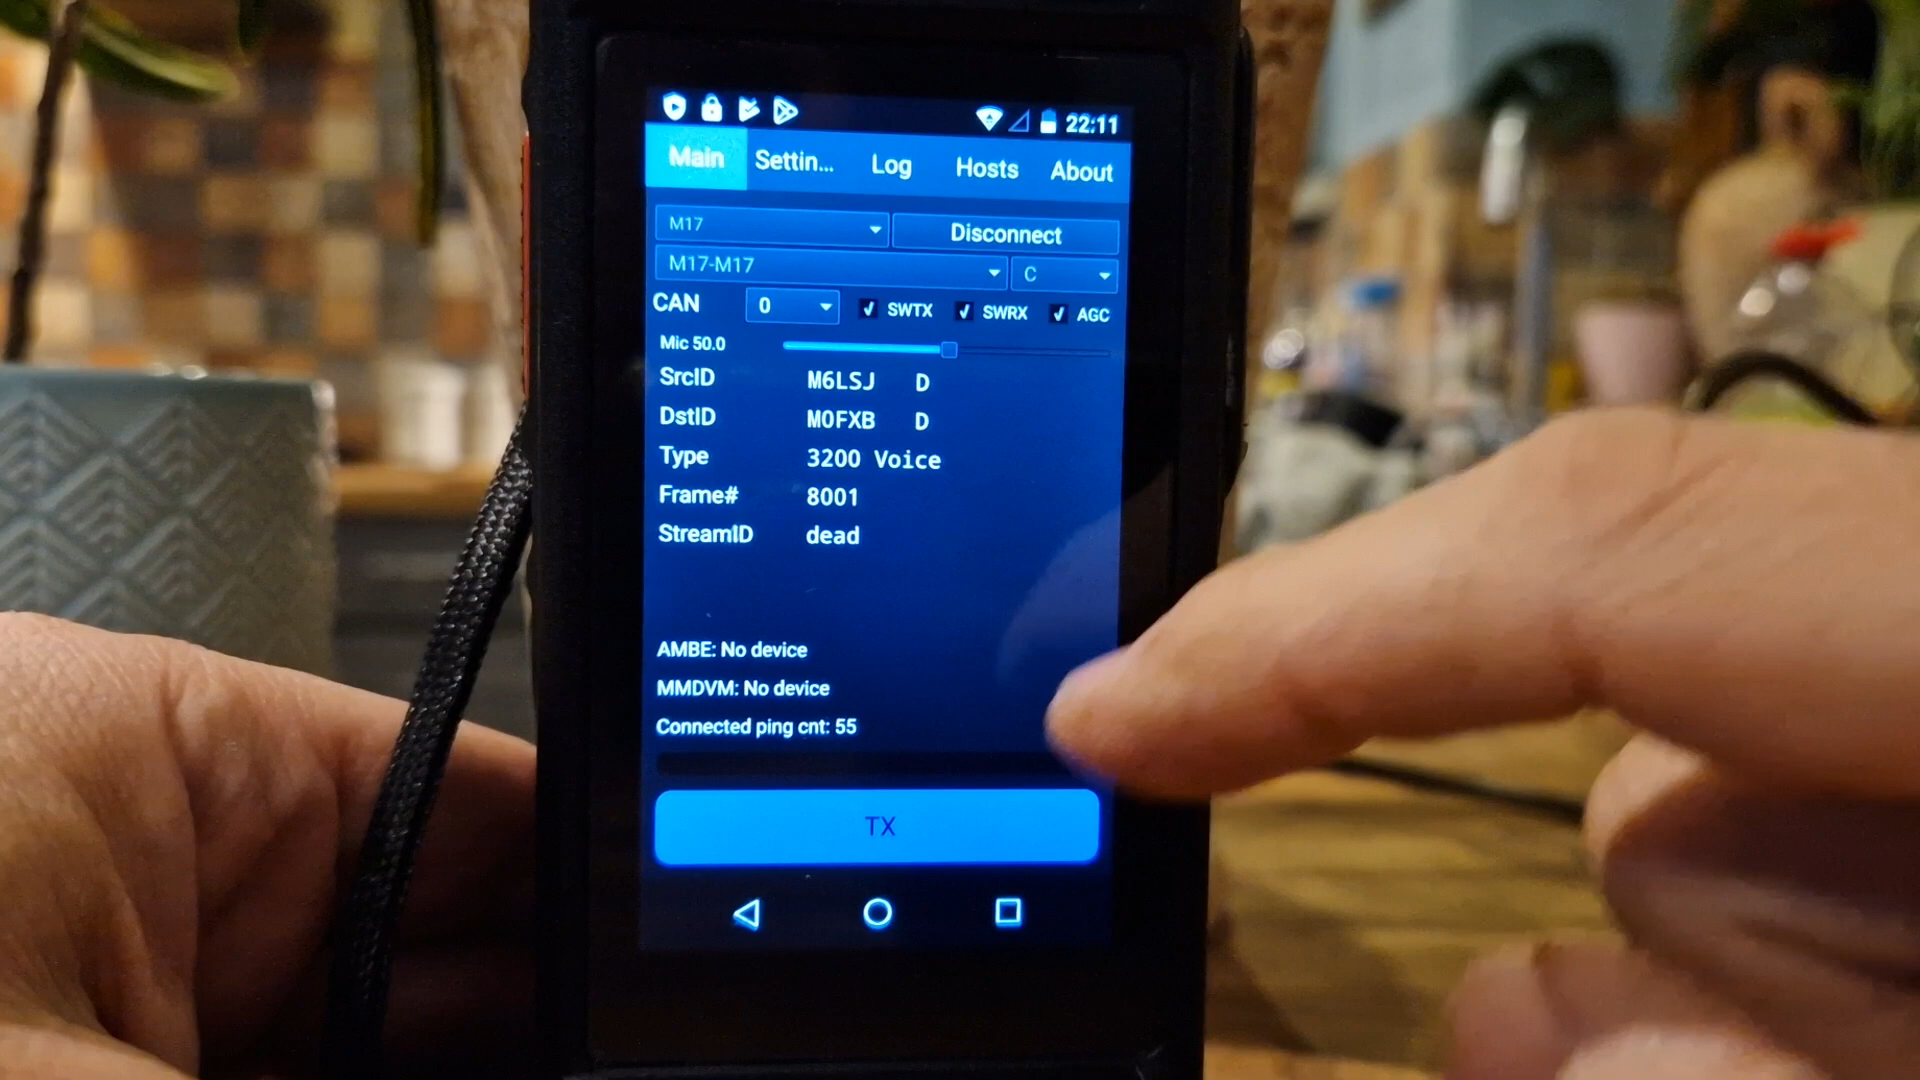 22:11
Main Settin... Log Hosts About
M17 Disconnect
M17-M17 C
CAN 0 SWTX SWRX AGC
Mic 50.0
SrcID M6LSJ D
DstID M0FXB D
Type 3200 Voice
Frame# 8001
StreamID dead
AMBE: No device
MMDVM: No device
Connected ping cnt: 55
TX